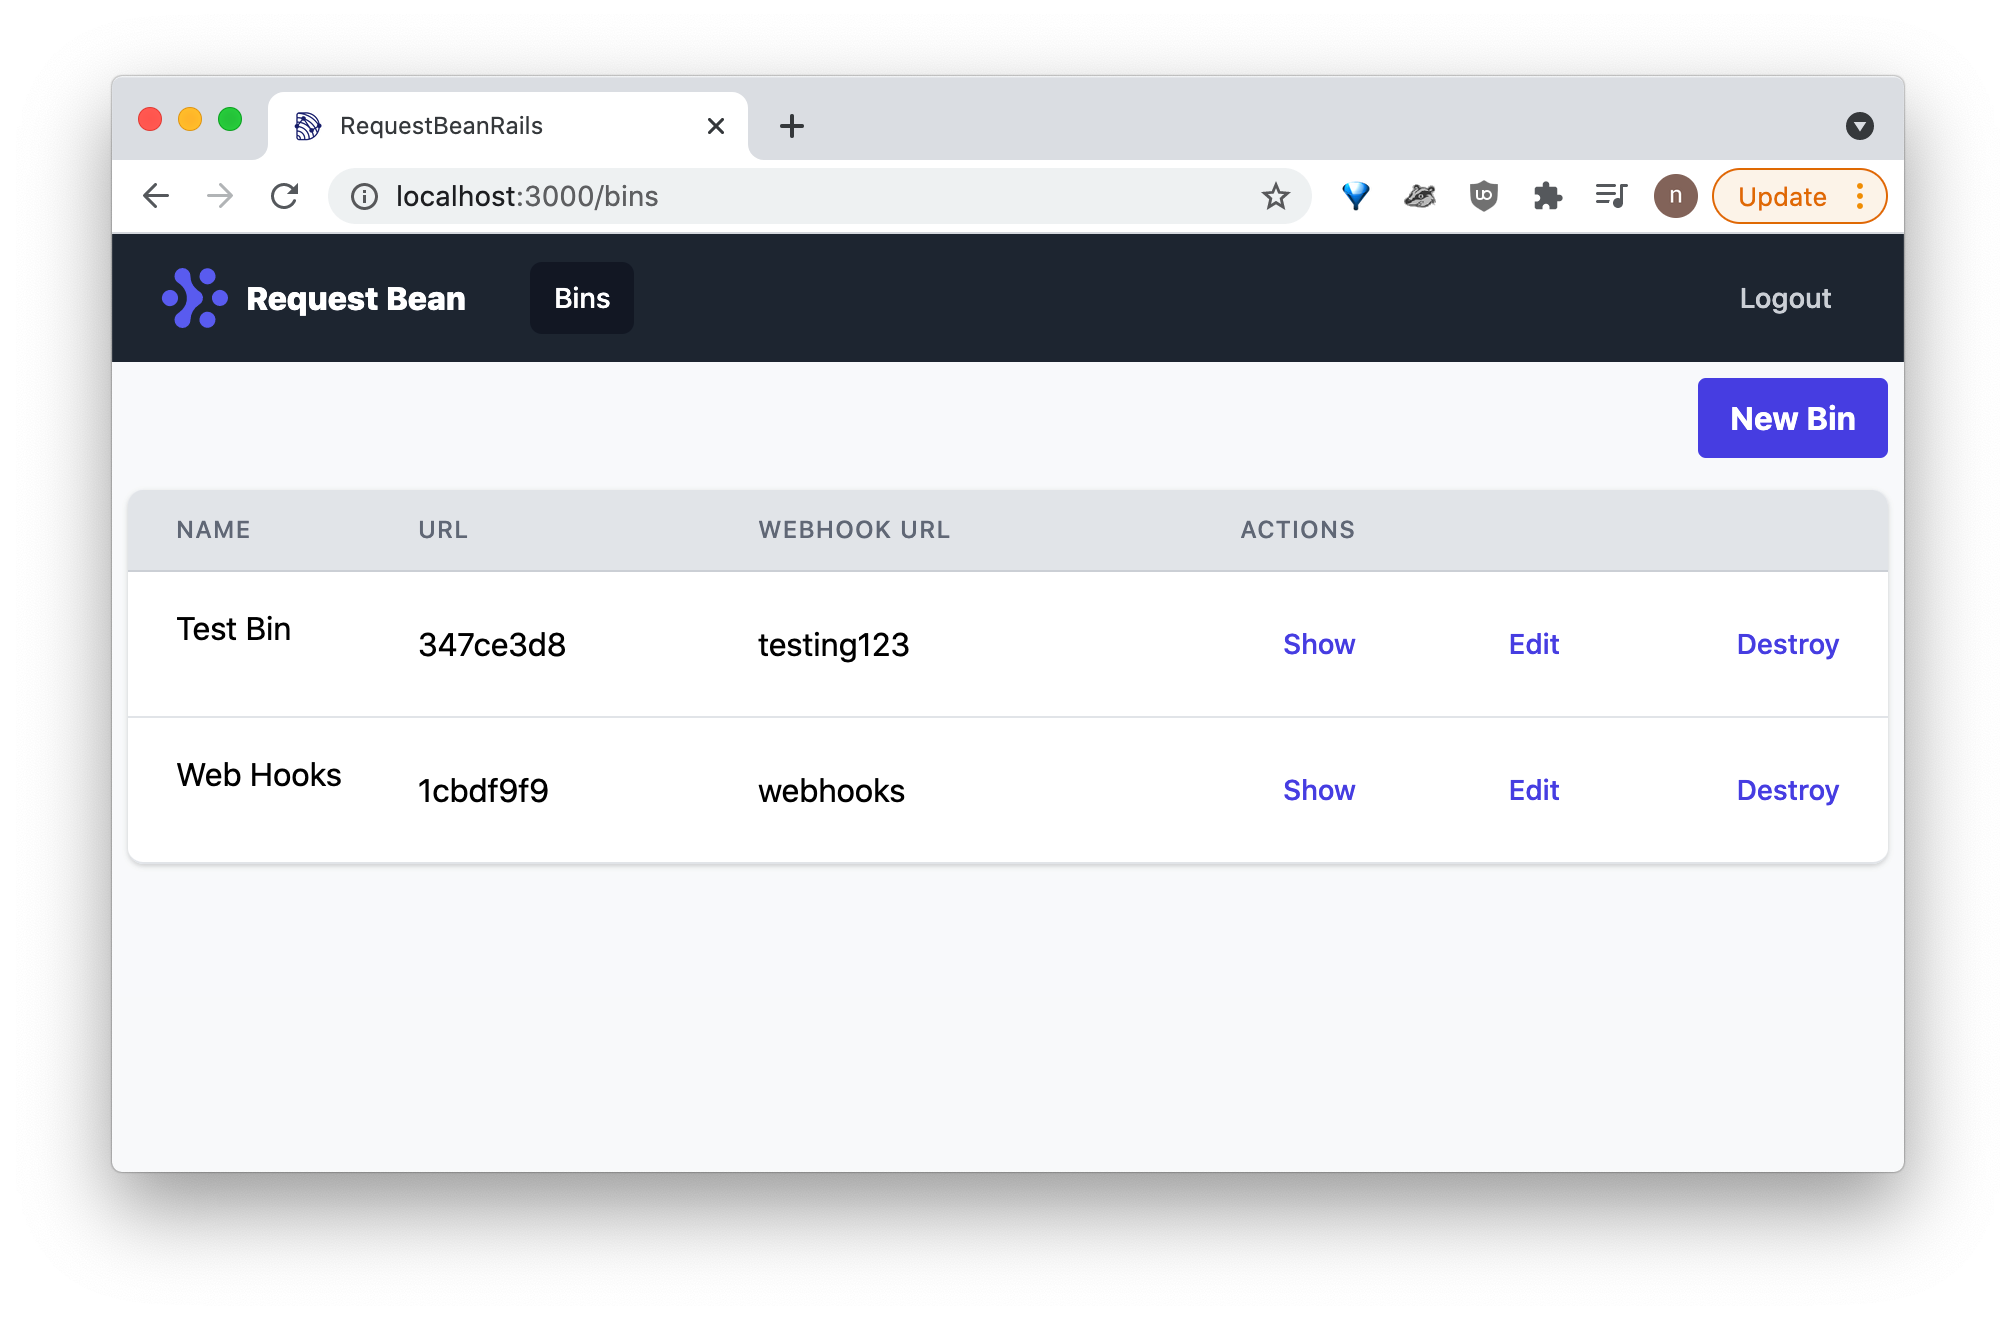 RequestBeanRails
localhost:3000/bins
n
Update
Request Bean
Bins
Logout
New Bin
NAME URL WEBHOOK URL ACTIONS
Test Bin 347ce3d8 testing123 Show Edit Destroy
Web Hooks 1cbdf9f9 webhooks Show Edit Destroy